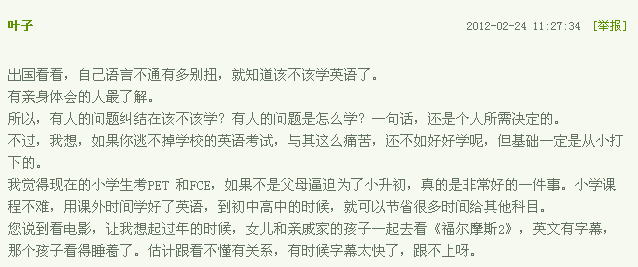 叶子 2012-02-24 11:27:34 [举报]
出国看看，自己语言不通有多别扭，就知道该不该学英语了。
有亲身体会的人最了解。
所以，有人的问题纠结在该不该学？有人的问题是怎么学？一句话，还是个人所需决定的。
不过，我想，如果你逃不掉学校的英语考试，与其这么痛苦，还不如好好学呢，但基础一定是从小打
下的。
我觉得现在的小学生考PET 和FCE，如果不是父母逼迫为了小升初，真的是非常好的一件事。小学课
程不难，用课外时间学好了英语，到初中高中的时候，就可以节省很多时间给其他科目。
您说到看电影，让我想起过年的时候，女儿和亲戚家的孩子一起去看《福尔摩斯2》，英文有字幕，
那个孩子看得睡着了。估计跟看不懂有关系，有时候字幕太快了，跟不上呀。